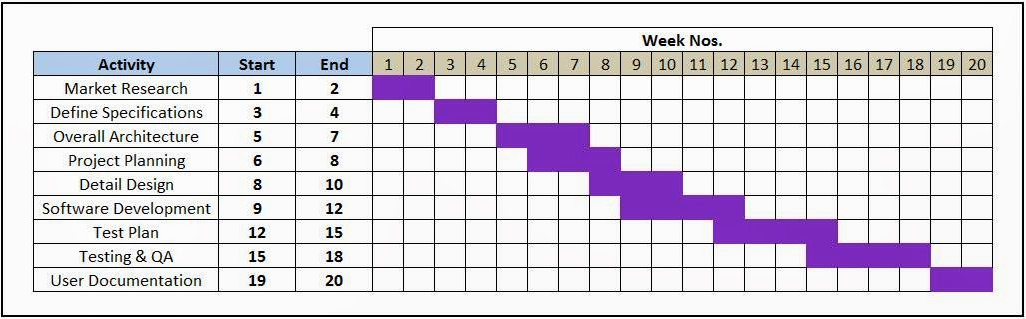 Week Nos.
Activity Start End 1 2 3 4 5 6 7 8 9 10 11 12 13 14 15 16 17 18 19 20
Market Research 1 2
Define Specifications 3 4
Overall Architecture 5 7
Project Planning 6 8
Detail Design 8 10
Software Development 9 12
Test Plan 12 15
Testing & QA 15 18
User Documentation 19 20